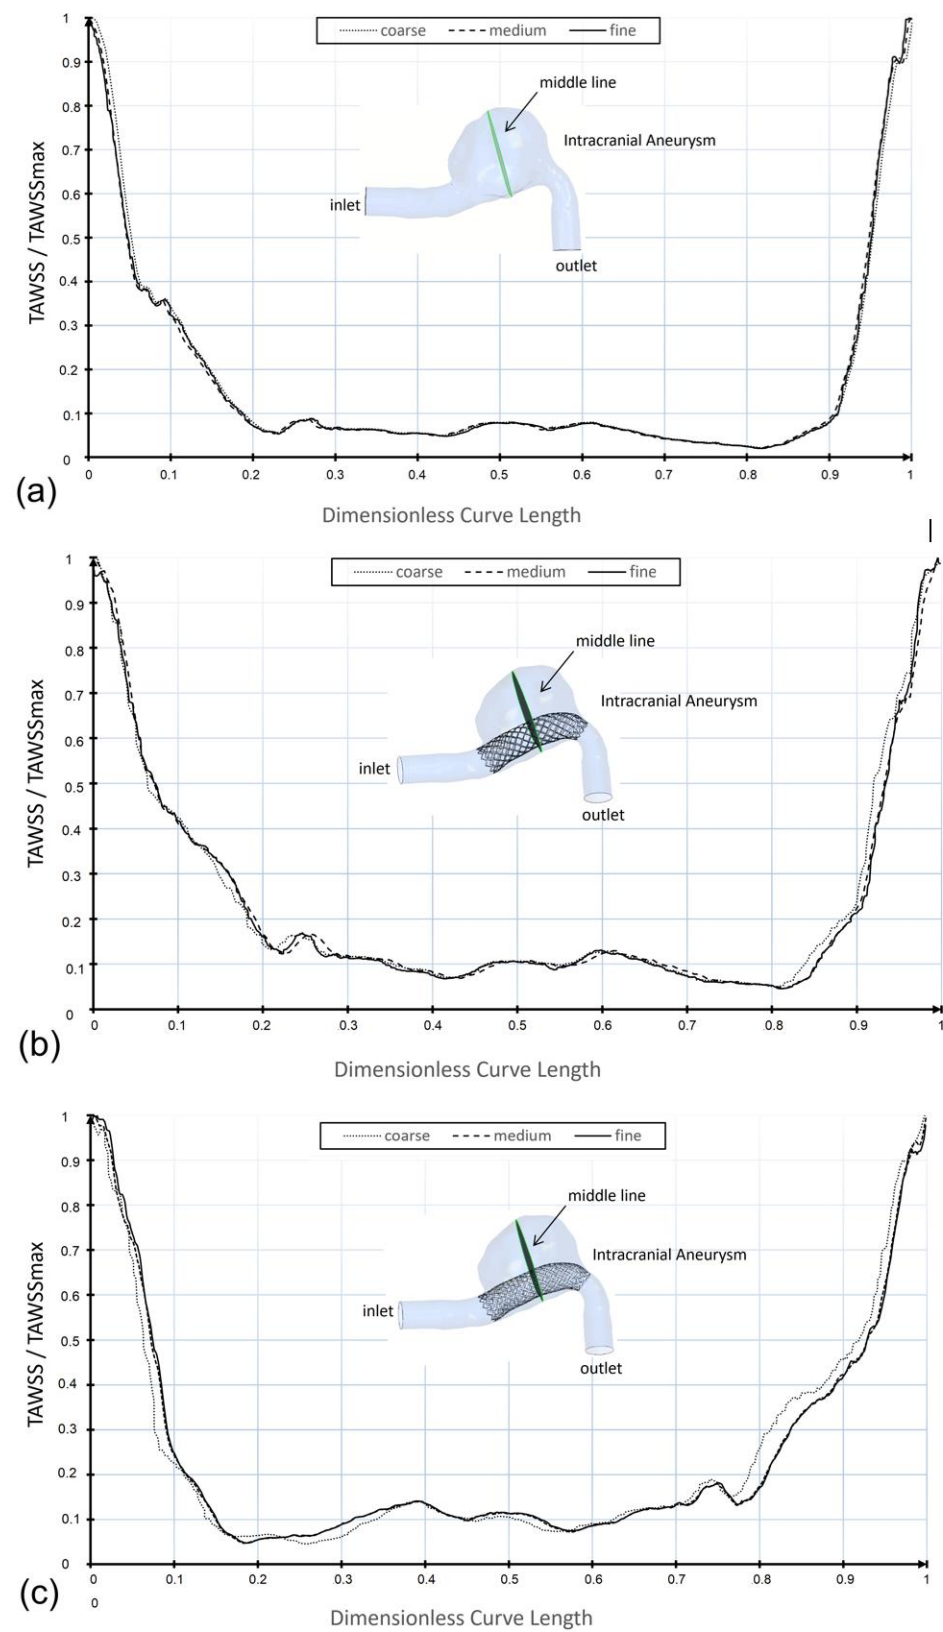 1
coarse medium fine
0.9
middle line
0.8
Intracranial Aneurysm
0.7
0.6
inlet
0.5
outlet
0.4
0.3
0.2
0.1
0
TAWSS / TAWSSmax
0 0.1 0.2 0.3 0.4 0.5 0.6 0.7 0.8 0.9 1
(a)
Dimensionless Curve Length
1
coarse medium fine
0.9
0.8
middle line
0.7
Intracranial Aneurysm
0.6
inlet
0.5
outlet
0.4
0.3
0.2
0.1
0
TAWSS / TAWSSmax
0 0.1 0.2 0.3 0.4 0.5 0.6 0.7 0.8 0.9 1
(b)
Dimensionless Curve Length
1
coarse medium fine
0.9
middle line
0.8
0.7
Intracranial Aneurysm
0.6
inlet
0.5
outlet
0.4
0.3
0.2
0.1
0
TAWSS / TAWSSmax
0 0.1 0.2 0.3 0.4 0.5 0.6 0.7 0.8 0.9 1
(c)
0
Dimensionless Curve Length